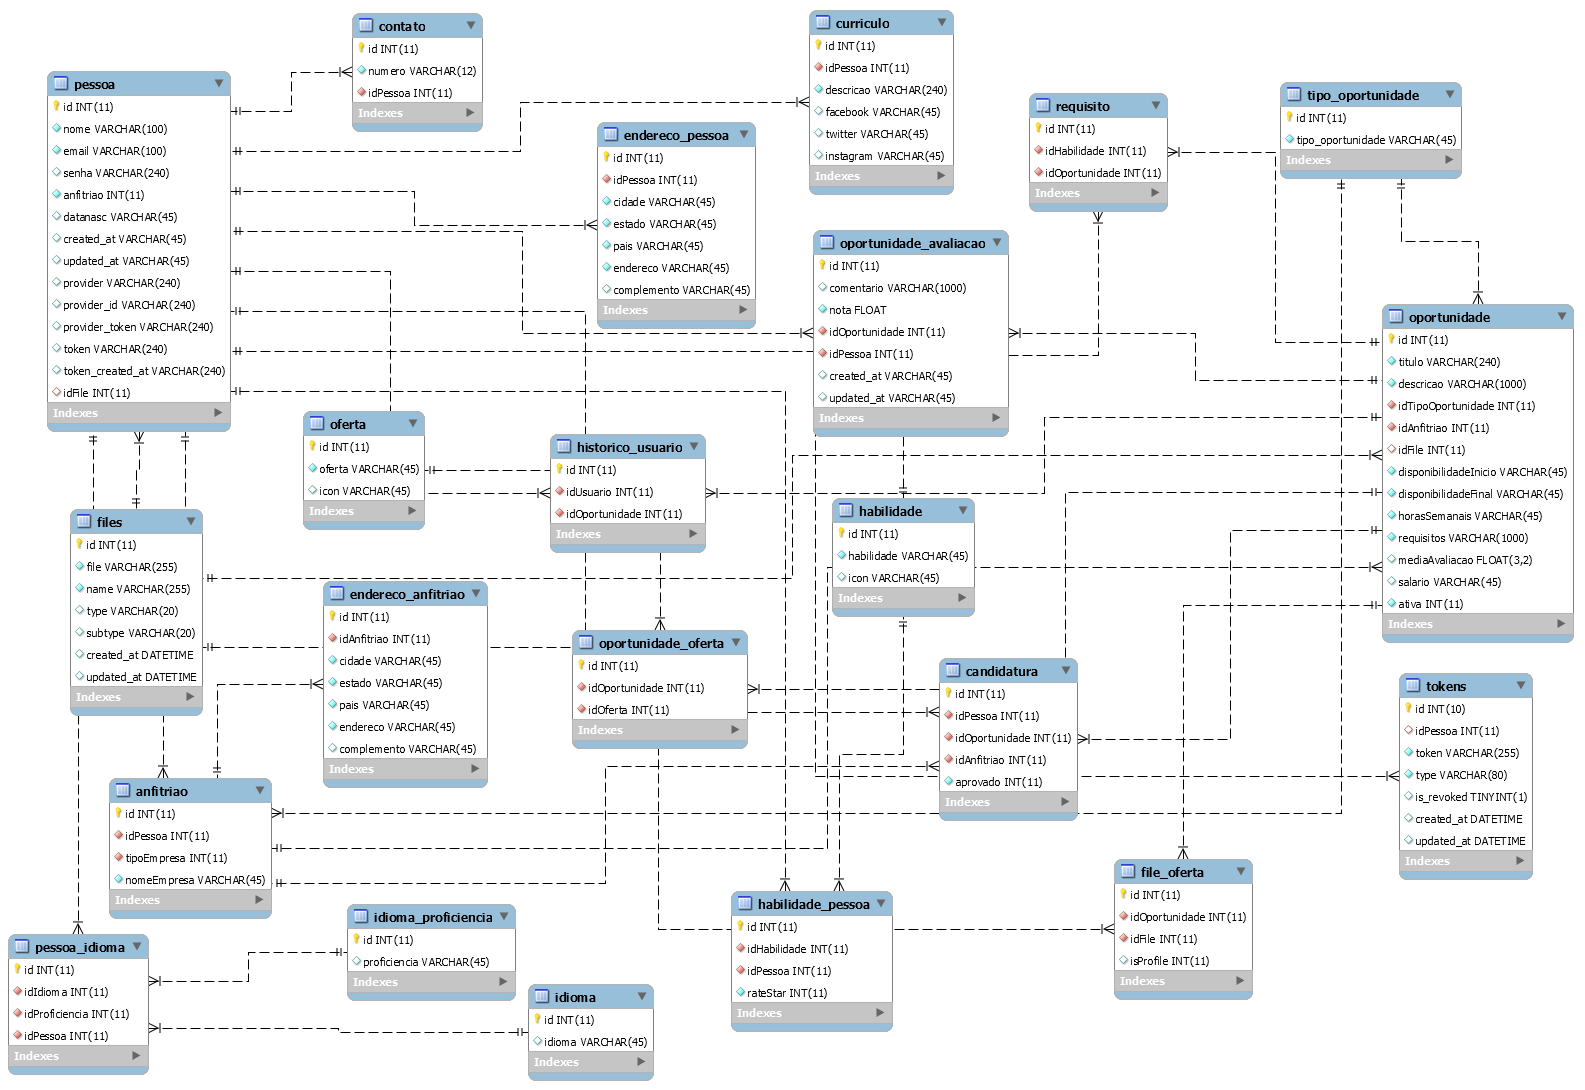 contato
id INT(11)
numero VARCHAR(12)
idPessoa INT(11)
Indexes
curriculo
id INT(11)
idPessoa INT(11)
descricao VARCHAR(240)
facebook VARCHAR(45)
twitter VARCHAR(45)
instagram VARCHAR(45)
Indexes
pessoa
id INT(11)
nome VARCHAR(100)
email VARCHAR(100)
senha VARCHAR(240)
anfitriao INT(11)
datanasc VARCHAR(45)
created_at VARCHAR(45)
updated_at VARCHAR(45)
provider VARCHAR(240)
provider_id VARCHAR(240)
provider_token VARCHAR(240)
token VARCHAR(240)
token_created_at VARCHAR(240)
idFile INT(11)
Indexes
endereco_pessoa
id INT(11)
idPessoa INT(11)
cidade VARCHAR(45)
estado VARCHAR(45)
pais VARCHAR(45)
endereco VARCHAR(45)
complemento VARCHAR(45)
Indexes
requisito
id INT(11)
idHabilidade INT(11)
idOportunidade INT(11)
Indexes
tipo_oportunidade
id INT(11)
tipo_oportunidade VARCHAR(45)
Indexes
oportunidade_avaliacao
id INT(11)
comentario VARCHAR(1000)
nota FLOAT
idOportunidade INT(11)
idPessoa INT(11)
created_at VARCHAR(45)
updated_at VARCHAR(45)
Indexes
oportunidade
id INT(11)
titulo VARCHAR(240)
descricao VARCHAR(1000)
idTipoOportunidade INT(11)
idAnfitriao INT(11)
idFile INT(11)
disponibilidadeInicio VARCHAR(45)
disponibilidadeFinal VARCHAR(45)
horasSemanais VARCHAR(45)
requisitos VARCHAR(1000)
mediaAvaliacao FLOAT(3,2)
salario VARCHAR(45)
ativa INT(11)
Indexes
oferta
id INT(11)
oferta VARCHAR(45)
icon VARCHAR(45)
Indexes
historico_usuario
id INT(11)
idUsuario INT(11)
idOportunidade INT(11)
Indexes
habilidade
id INT(11)
habilidade VARCHAR(45)
icon VARCHAR(45)
Indexes
files
id INT(11)
file VARCHAR(255)
name VARCHAR(255)
type VARCHAR(20)
subtype VARCHAR(20)
created_at DATETIME
updated_at DATETIME
Indexes
endereco_anfitriao
id INT(11)
idAnfitriao INT(11)
cidade VARCHAR(45)
estado VARCHAR(45)
pais VARCHAR(45)
endereco VARCHAR(45)
complemento VARCHAR(45)
Indexes
oportunidade_oferta
id INT(11)
idOportunidade INT(11)
idOferta INT(11)
Indexes
candidatura
id INT(11)
idPessoa INT(11)
idOportunidade INT(11)
idAnfitriao INT(11)
aprovado INT(11)
Indexes
tokens
id INT(10)
idPessoa INT(11)
token VARCHAR(255)
type VARCHAR(80)
is_revoked TINYINT(1)
created_at DATETIME
updated_at DATETIME
Indexes
anfitriao
id INT(11)
idPessoa INT(11)
tipoEmpresa INT(11)
nomeEmpresa VARCHAR(45)
Indexes
file_oferta
id INT(11)
idOportunidade INT(11)
idFile INT(11)
isProfile INT(11)
Indexes
habilidade_pessoa
id INT(11)
idHabilidade INT(11)
idPessoa INT(11)
rateStar INT(11)
Indexes
idioma_proficiencia
id INT(11)
proficiencia VARCHAR(45)
Indexes
pessoa_idioma
id INT(11)
idIdioma INT(11)
idProficiencia INT(11)
idPessoa INT(11)
Indexes
idioma
id INT(11)
idioma VARCHAR(45)
Indexes